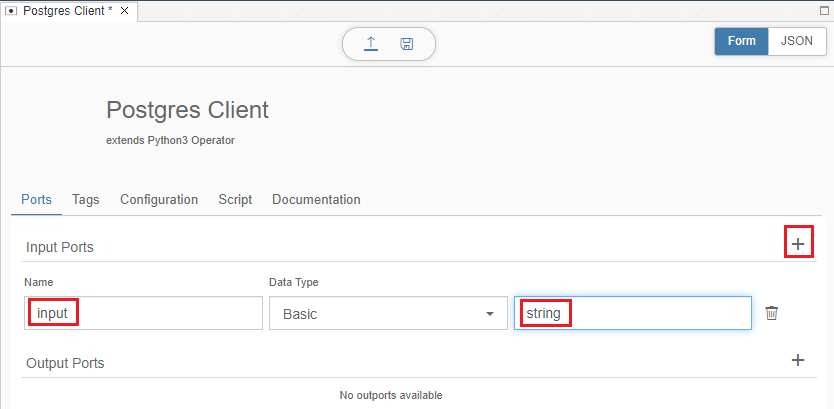 Postgres Client *
Form JSON
Postgres Client
extends Python3 Operator
Ports Tags Configuration Script Documentation
Input Ports +
Name Data Type
input Basic string
Output Ports +
No outports available